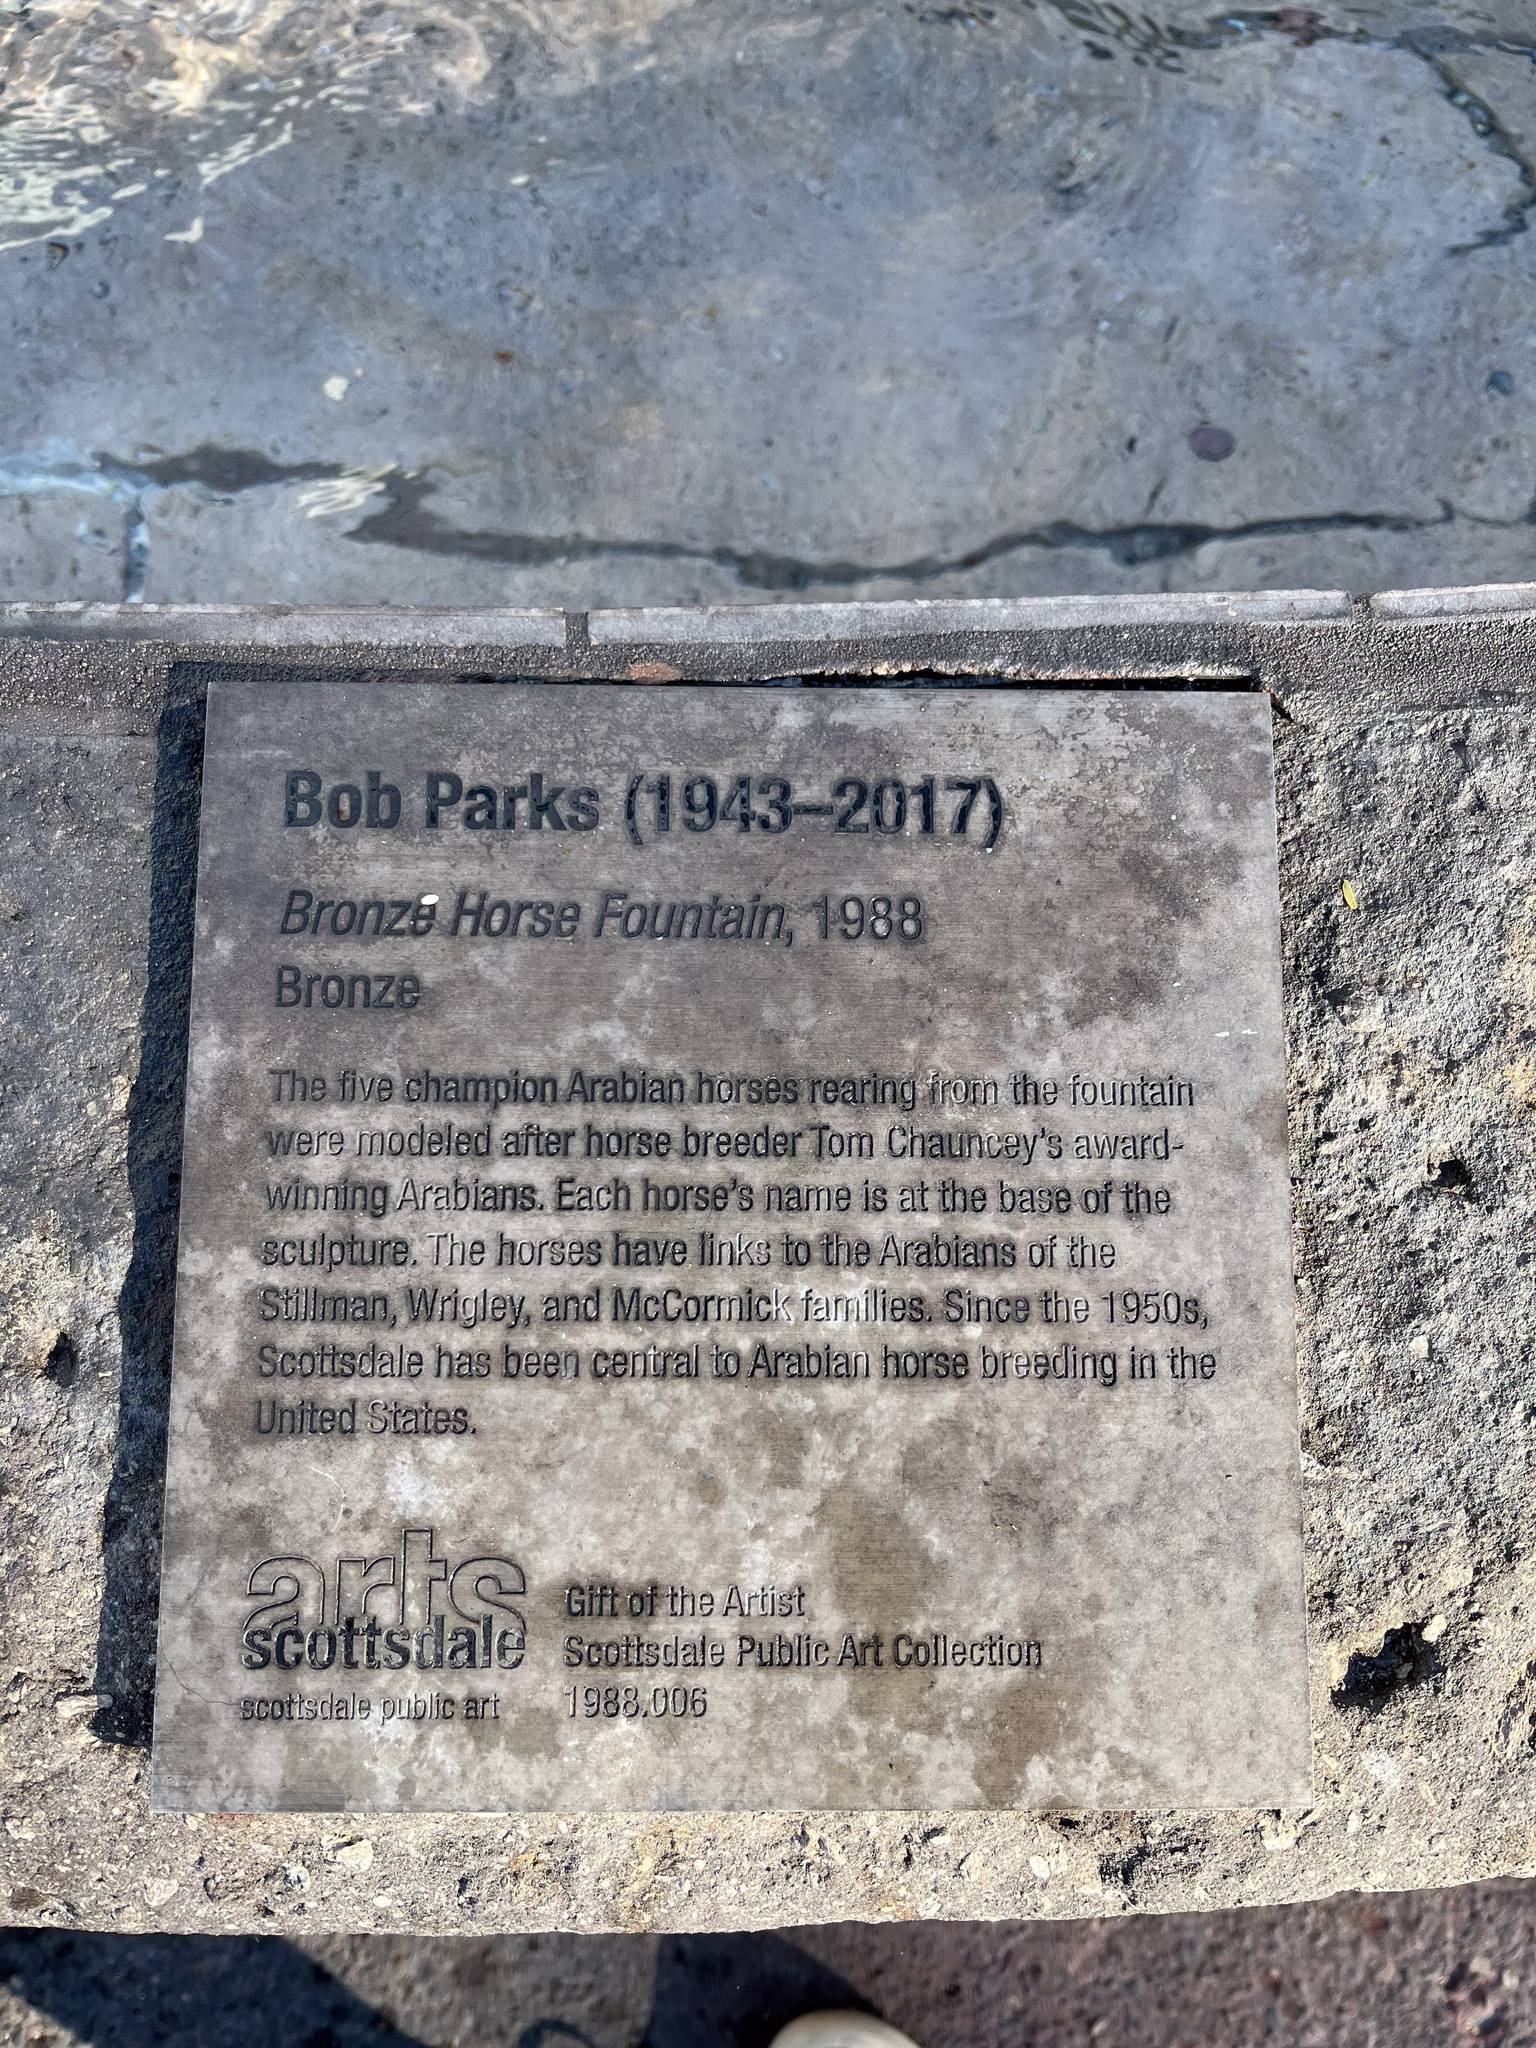 Bob Parks (1943–2017)
Bronze Horse Fountain, 1988
Bronze
The five champion Arabian horses rearing from the fountain
were modeled after horse breeder Tom Chauncey’s award-
winning Arabians. Each horse’s name is at the base of the
sculpture. The horses have links to the Arabians of the
Stillman, Wrigley, and McCormick families. Since the 1950s,
Scottsdale has been central to Arabian horse breeding in the
United States.
arts
scottsdale
scottsdale public art
Gift of the Artist
Scottsdale Public Art Collection
1988.006